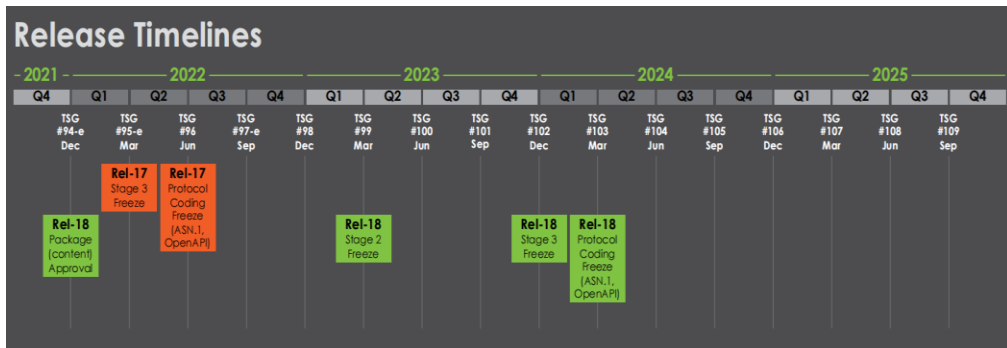 Release Timelines
2021 2022 2023 2024 2025
Q4 Q1 Q2 Q3 Q4 Q1 Q2 Q3 Q4 Q1 Q2 Q3 Q4 Q1 Q2 Q3 Q4
TSG TSG TSG TSG TSG TSG TSG TSG TSG TSG TSG TSG TSG TSG TSG TSG
#94-e #95-e #96 #97-e #98 #99 #100 #101 #102 #103 #104 #105 #106 #107 #108 #109
Dec Mar Jun Sep Dec Mar Jun Sep Dec Mar Jun Sep Dec Mar Jun Sep
Rel-17
Stage 3
Freeze
Rel-17
Protocol
Coding
Freeze
(ASN.1,
OpenAPI)
Rel-18
Package
(content)
Approval
Rel-18
Stage 2
Freeze
Rel-18
Stage 3
Freeze
Rel-18
Protocol
Coding
Freeze
(ASN.1,
OpenAPI)